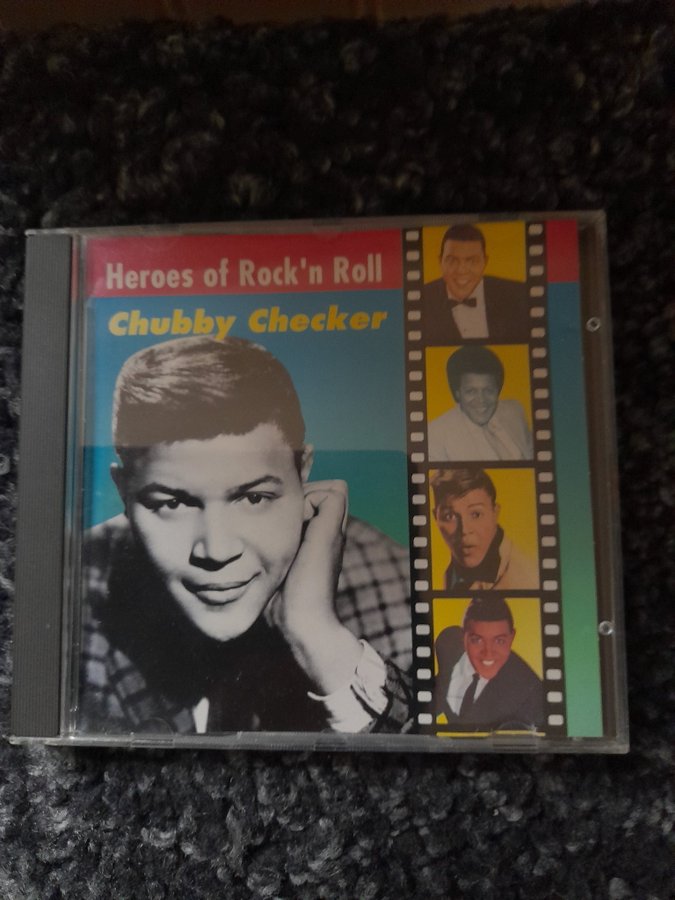 Heroes of Rock'n Roll
Chubby Checker